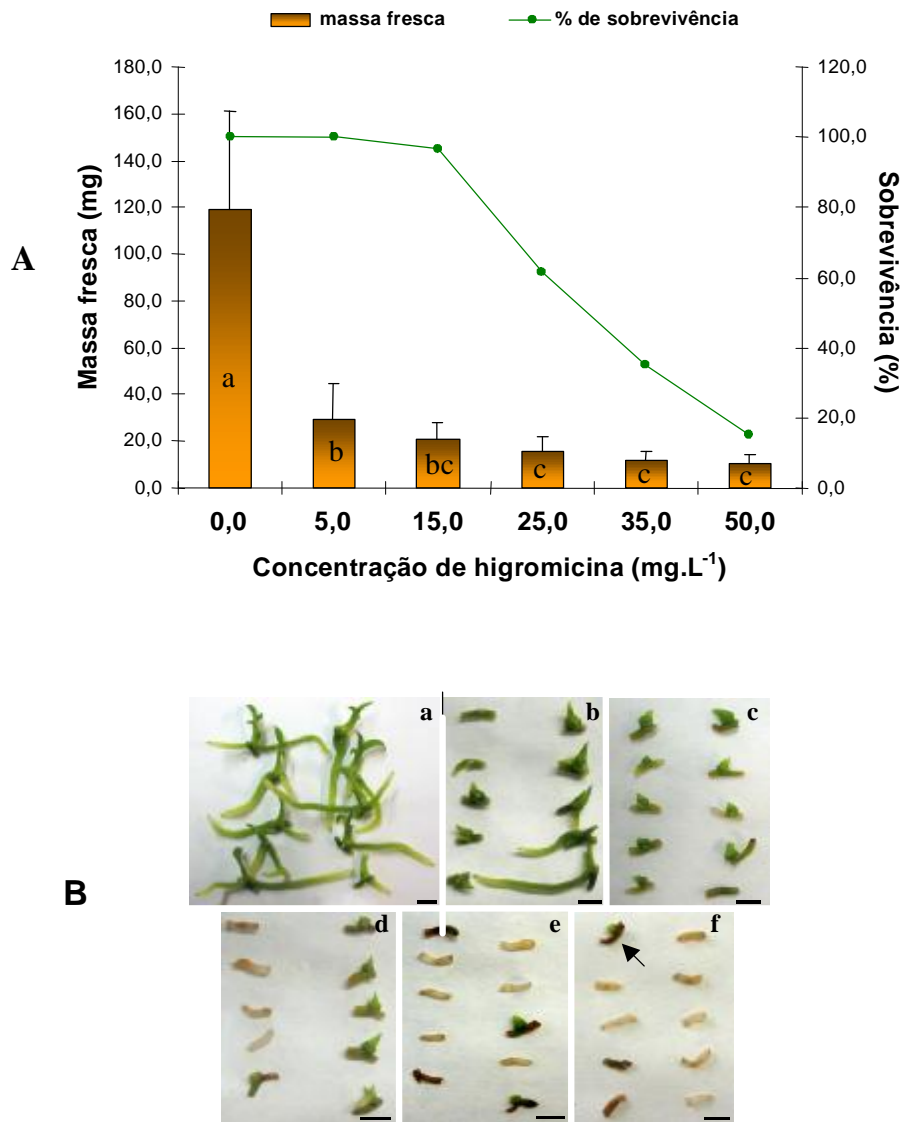 massa fresca % de sobrevivência
180,0
160,0
140,0
120,0
100,0
80,0
60,0
40,0
20,0
0,0
Massa fresca (mg)
A
a
b
bc
c
c
c
120,0
100,0
80,0
60,0
40,0
20,0
0,0
Sobrevivência (%)
0,0 5,0 15,0 25,0 35,0 50,0
Concentração de higromicina (mg.L⁻¹)
B
a b c
d e f